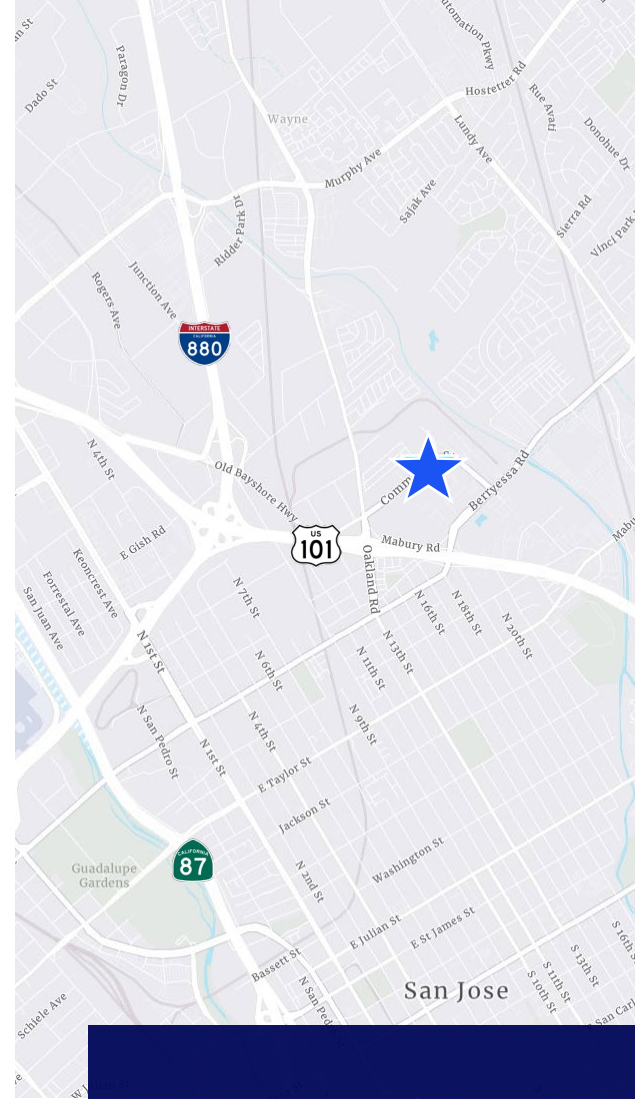 Paragon Dr
Dado St
Hostetter Rd
Rue Avati
Wayne
Lundy Ave
Donohue Dr
Murphy Ave
Sajak Ave
Sierra Rd
Ridder Park Dr
Junction Ave
Rogers Ave
INTERSTATE
CALIFORNIA
880
N 4th St
Old Bayshore Hwy
Berryessa Rd
US
101
Mabury Rd
E Gish Rd
Oakland Rd
Keoncrest Ave
Forrestal Ave
San Juan Ave
N 7th St
N 16th St
N 18th St
N 20th St
N 1st St
N 6th St
N 13th St
N 11th St
N San Pedro St
N 1st St
N 4th St
N 9th St
E Taylor St
Jackson St
CALIFORNIA
87
Guadalupe
Gardens
Washington St
N 2nd St
E Julian St
E St James St
Bassett St
San Jose
S 13th St
S 11th St
S 10th St
Schiele Ave